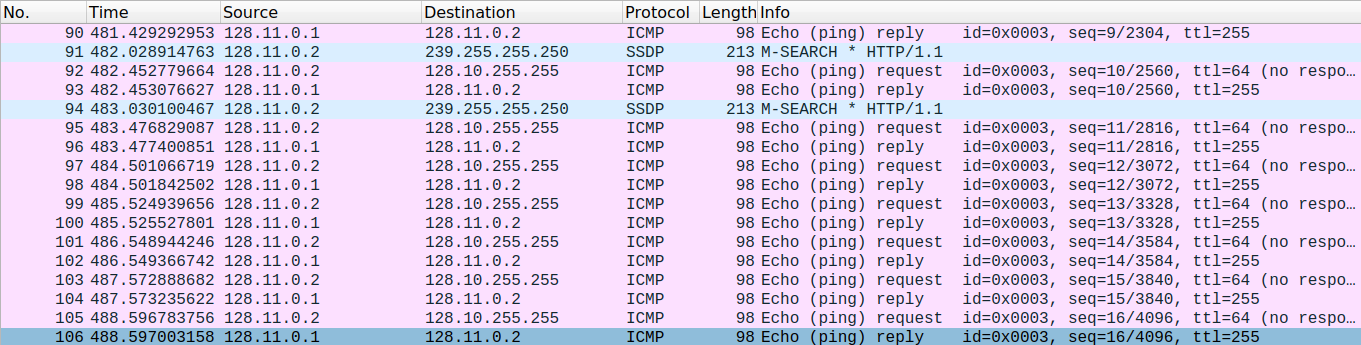 No. Time Source Destination Protocol Length Info
90 481.429292953 128.11.0.1 128.11.0.2 ICMP 98 Echo (ping) reply id=0x0003, seq=9/2304, ttl=255
91 482.028914763 128.11.0.2 239.255.255.250 SSDP 213 M-SEARCH * HTTP/1.1
92 482.452779664 128.11.0.2 128.10.255.255 ICMP 98 Echo (ping) request id=0x0003, seq=10/2560, ttl=64 (no respo…
93 482.453076627 128.11.0.1 128.11.0.2 ICMP 98 Echo (ping) reply id=0x0003, seq=10/2560, ttl=255
94 483.030100467 128.11.0.2 239.255.255.250 SSDP 213 M-SEARCH * HTTP/1.1
95 483.476829087 128.11.0.2 128.10.255.255 ICMP 98 Echo (ping) request id=0x0003, seq=11/2816, ttl=64 (no respo…
96 483.477400851 128.11.0.1 128.11.0.2 ICMP 98 Echo (ping) reply id=0x0003, seq=11/2816, ttl=255
97 484.501066719 128.11.0.2 128.10.255.255 ICMP 98 Echo (ping) request id=0x0003, seq=12/3072, ttl=64 (no respo…
98 484.501842502 128.11.0.1 128.11.0.2 ICMP 98 Echo (ping) reply id=0x0003, seq=12/3072, ttl=255
99 485.524939656 128.11.0.2 128.10.255.255 ICMP 98 Echo (ping) request id=0x0003, seq=13/3328, ttl=64 (no respo…
100 485.525527801 128.11.0.1 128.11.0.2 ICMP 98 Echo (ping) reply id=0x0003, seq=13/3328, ttl=255
101 486.548944246 128.11.0.2 128.10.255.255 ICMP 98 Echo (ping) request id=0x0003, seq=14/3584, ttl=64 (no respo…
102 486.549366742 128.11.0.1 128.11.0.2 ICMP 98 Echo (ping) reply id=0x0003, seq=14/3584, ttl=255
103 487.572888682 128.11.0.2 128.10.255.255 ICMP 98 Echo (ping) request id=0x0003, seq=15/3840, ttl=64 (no respo…
104 487.573235622 128.11.0.1 128.11.0.2 ICMP 98 Echo (ping) reply id=0x0003, seq=15/3840, ttl=255
105 488.596783756 128.11.0.2 128.10.255.255 ICMP 98 Echo (ping) request id=0x0003, seq=16/4096, ttl=64 (no respo…
106 488.597003158 128.11.0.1 128.11.0.2 ICMP 98 Echo (ping) reply id=0x0003, seq=16/4096, ttl=255